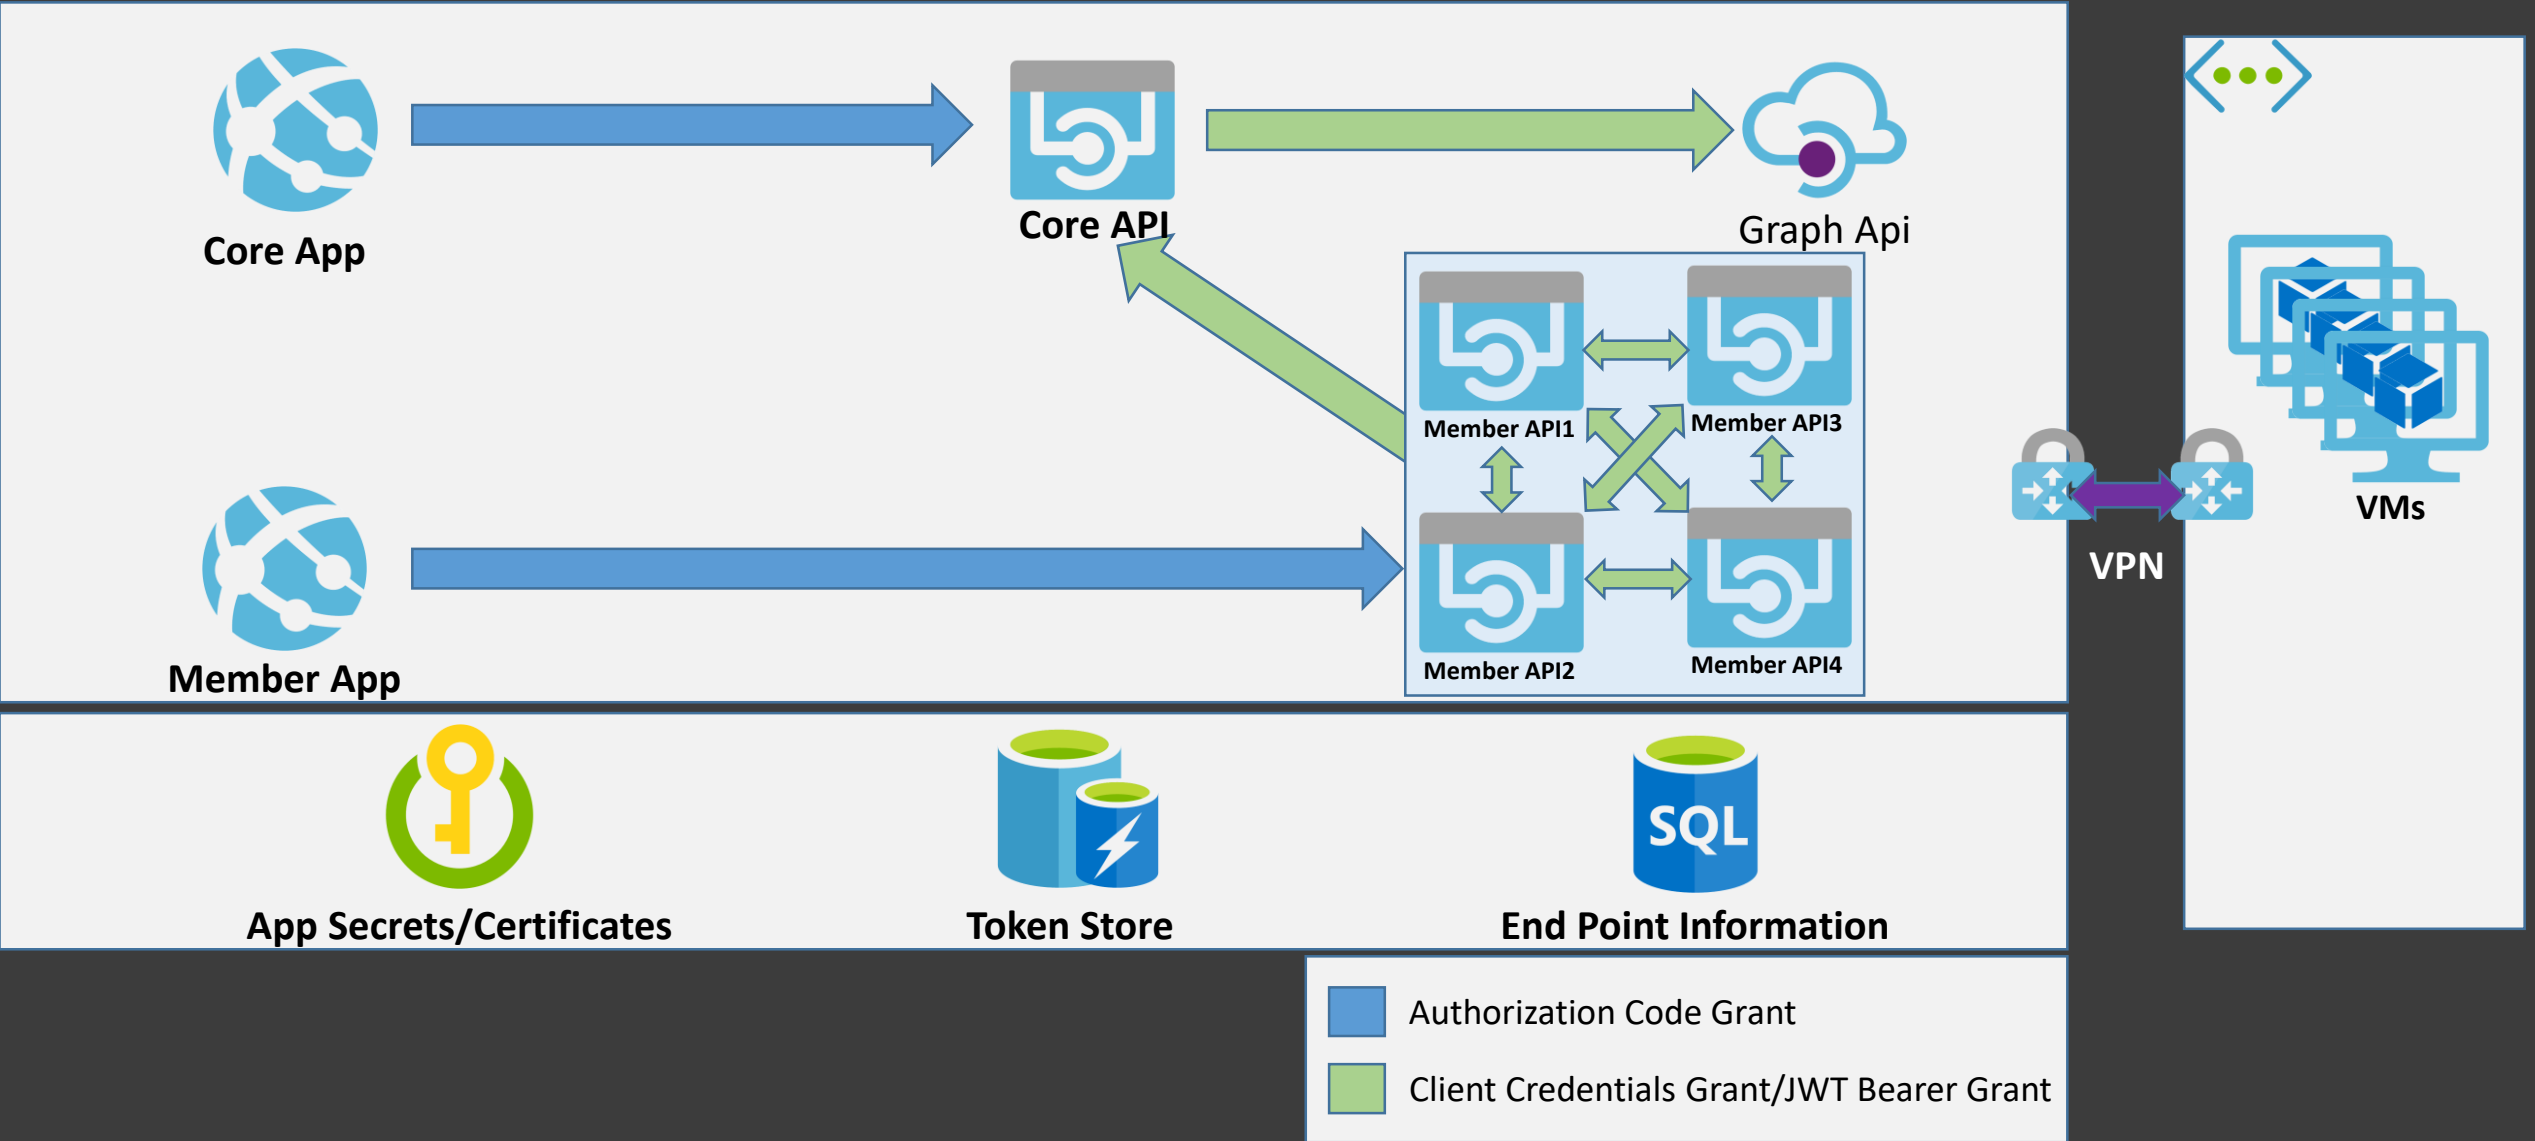 Core App
Core API
Graph Api
Member API1
Member API3
Member API2
Member API4
Member App
VPN
VMs
App Secrets/Certificates
Token Store
SQL
End Point Information
Authorization Code Grant
Client Credentials Grant/JWT Bearer Grant